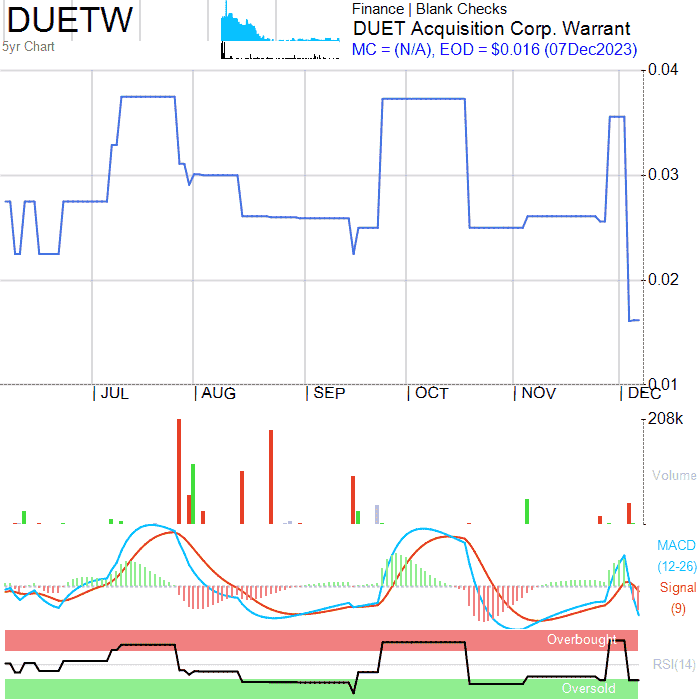 DUETW
5yr Chart
Finance | Blank Checks
DUET Acquisition Corp. Warrant
MC = (N/A), EOD = $0.016 (07Dec2023)
0.04
0.03
0.02
0.01
JUL
AUG
SEP
OCT
NOV
DEC
208k
Volume
MACD
(12-26)
Signal
(9)
Overbought
RSI(14)
Oversold